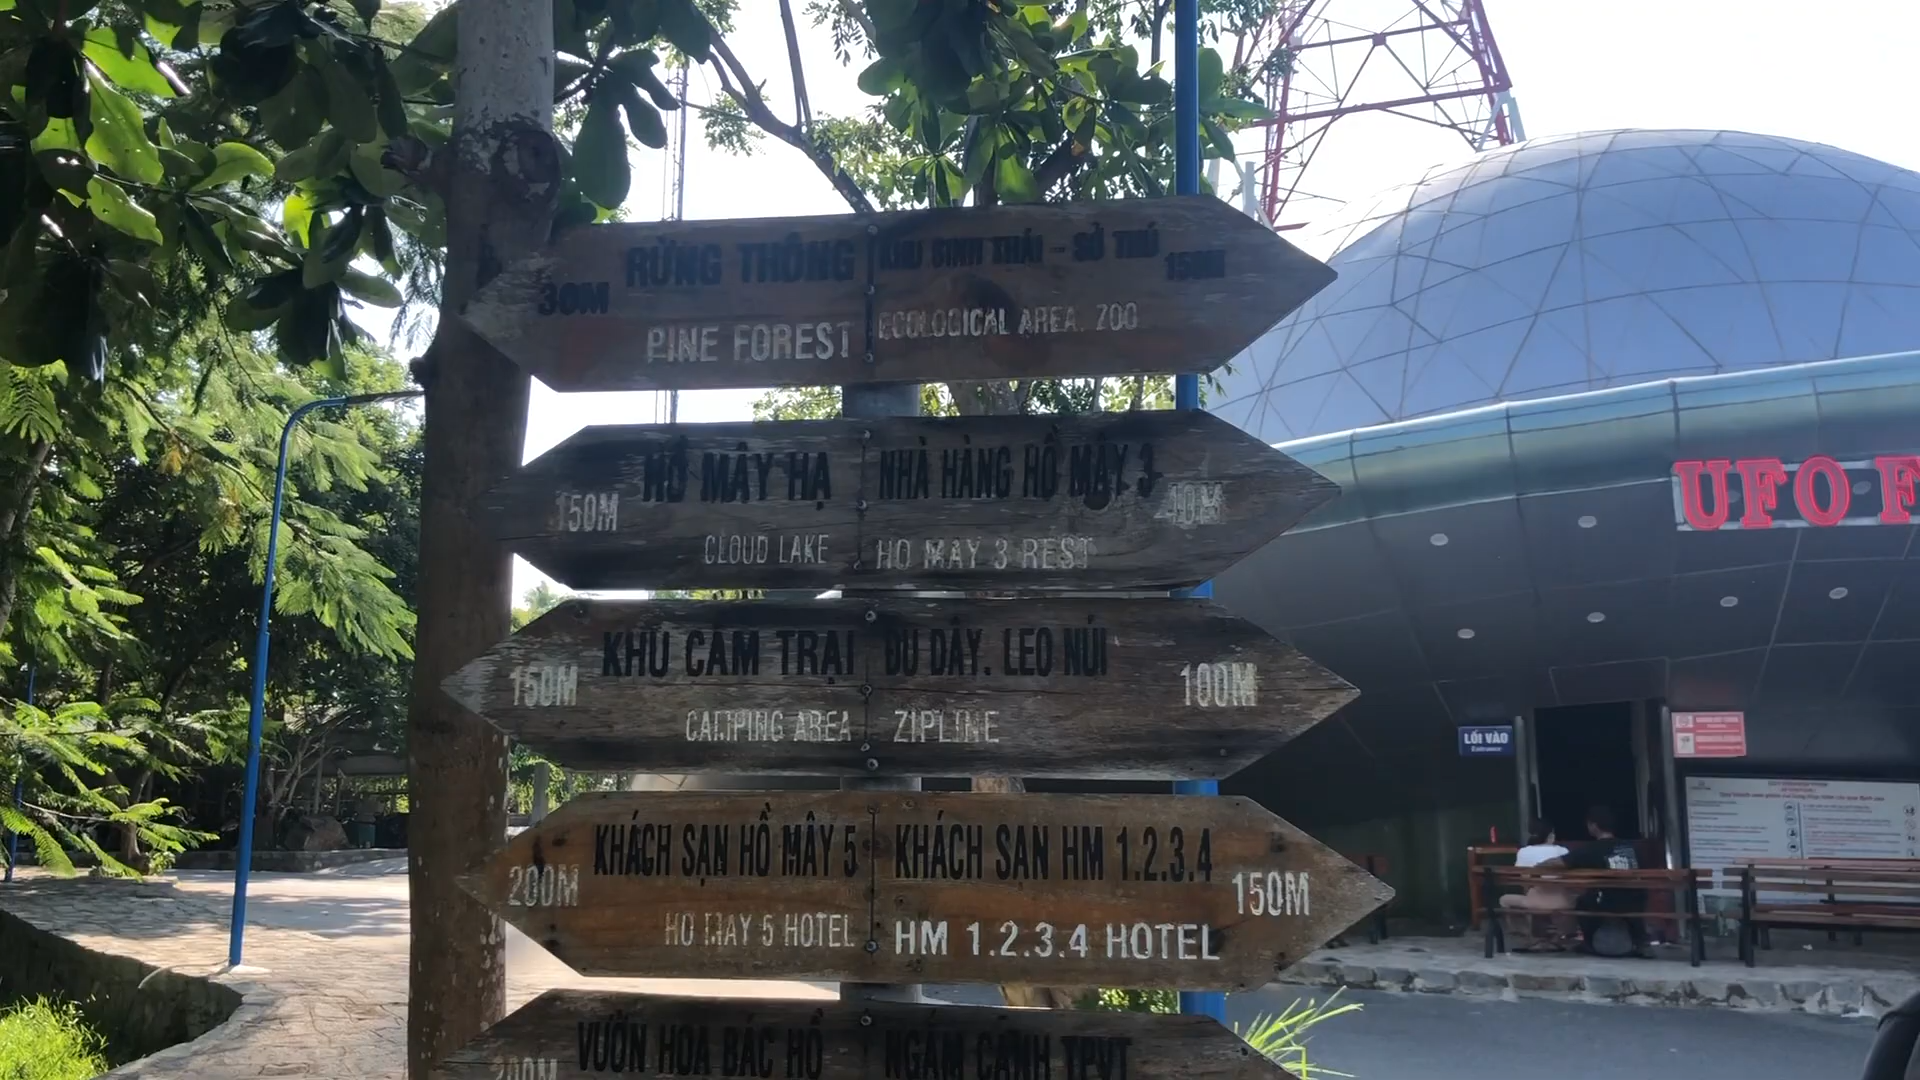 RỪNG THÔNG
30M
PINE FOREST
KHU SINH THÁI - SỞ THÚ
150M
ECOLOGICAL AREA. ZOO
HỒ MÂY HẠ
150M
CLOUD LAKE
NHÀ HÀNG HỒ MÂY 3
40M
HO MAY 3 REST
KHU CẮM TRẠI
150M
CAMPING AREA
ĐU DÂY. LEO NÚI
100M
ZIPLINE
KHÁCH SẠN HỒ MÂY 5
200M
HO MAY 5 HOTEL
KHÁCH SẠN HM 1.2.3.4
150M
HM 1.2.3.4 HOTEL
VƯỜN HOA BÁC HỒ
200M
NGẮM CẢNH TPVT
UFO F
LỐI VÀO
Entrance